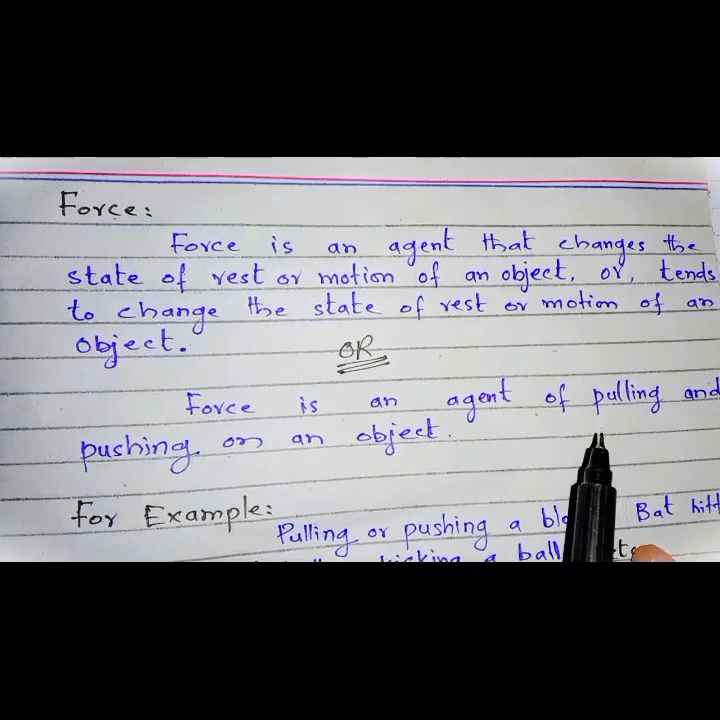 Force:
Force is an agent that changes the
state of rest or motion of an object, or, tends
to change the state of rest or motion of an
object.
OR
Force is an agent of pulling and
pushing on an object.
For Example:
Pulling or pushing a Bat
kicking a ball